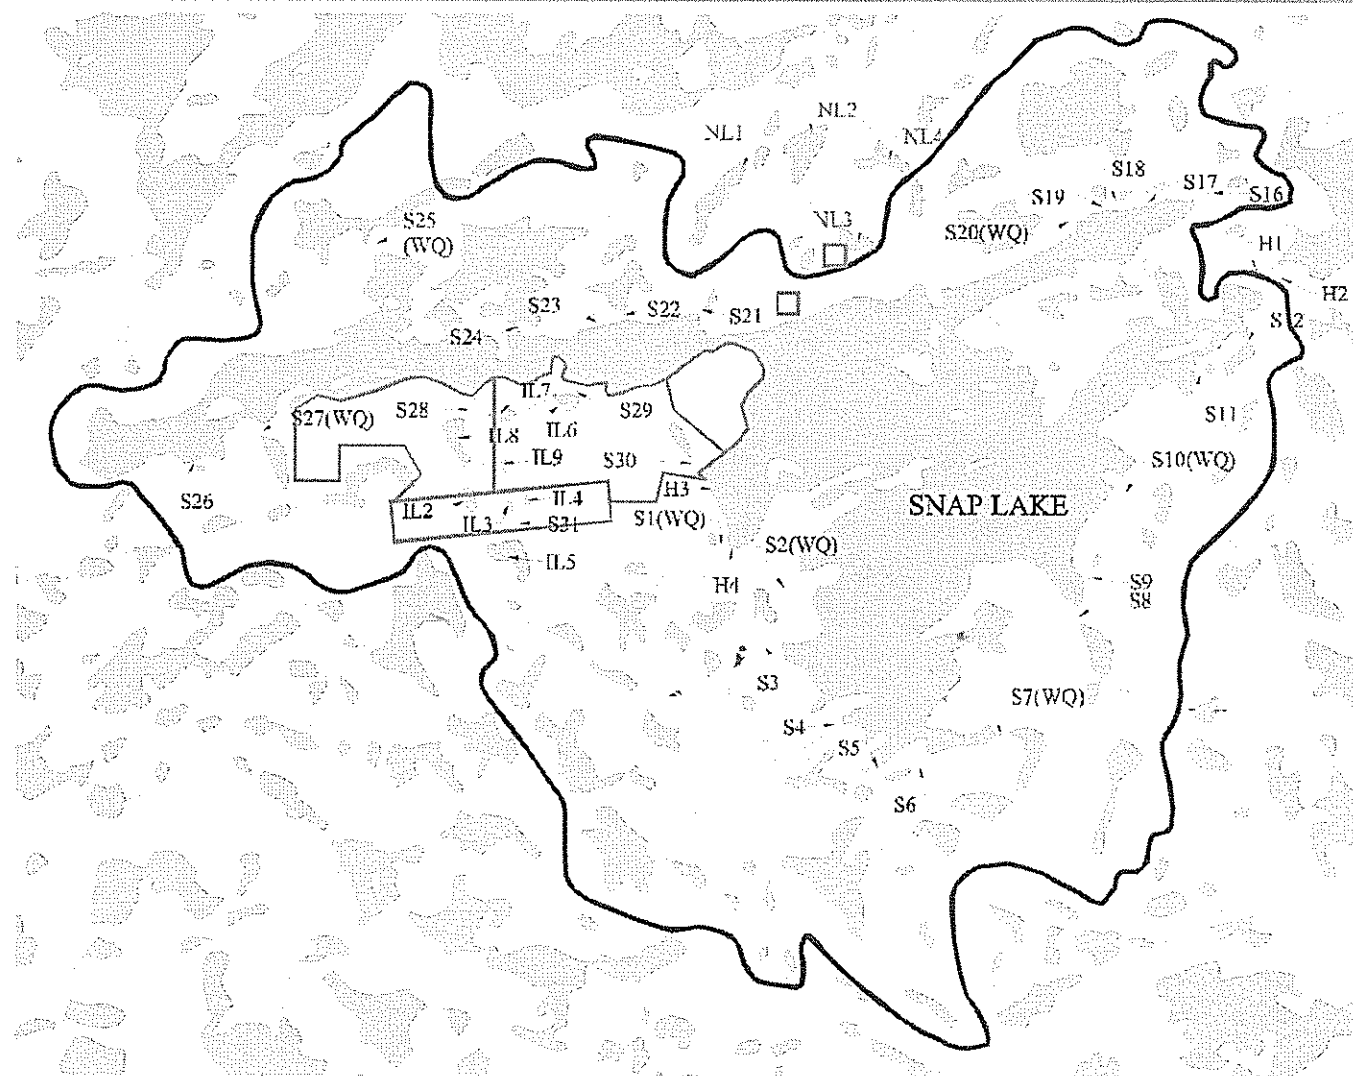 NL2
NL1
NL4
S18
S19
S17
S16
NL3
S25
(WQ)
S20(WQ)
H1
H2
S23
S22
S21
S24
S12
IL7
S27(WQ)
S28
S29
S11
IL8
IL6
IL9
S30
S10(WQ)
S26
H3
IL4
SNAP LAKE
IL2
IL3
S31
S1(WQ)
S2(WQ)
IL5
H4
S9
S8
S3
S7(WQ)
S4
S5
S6